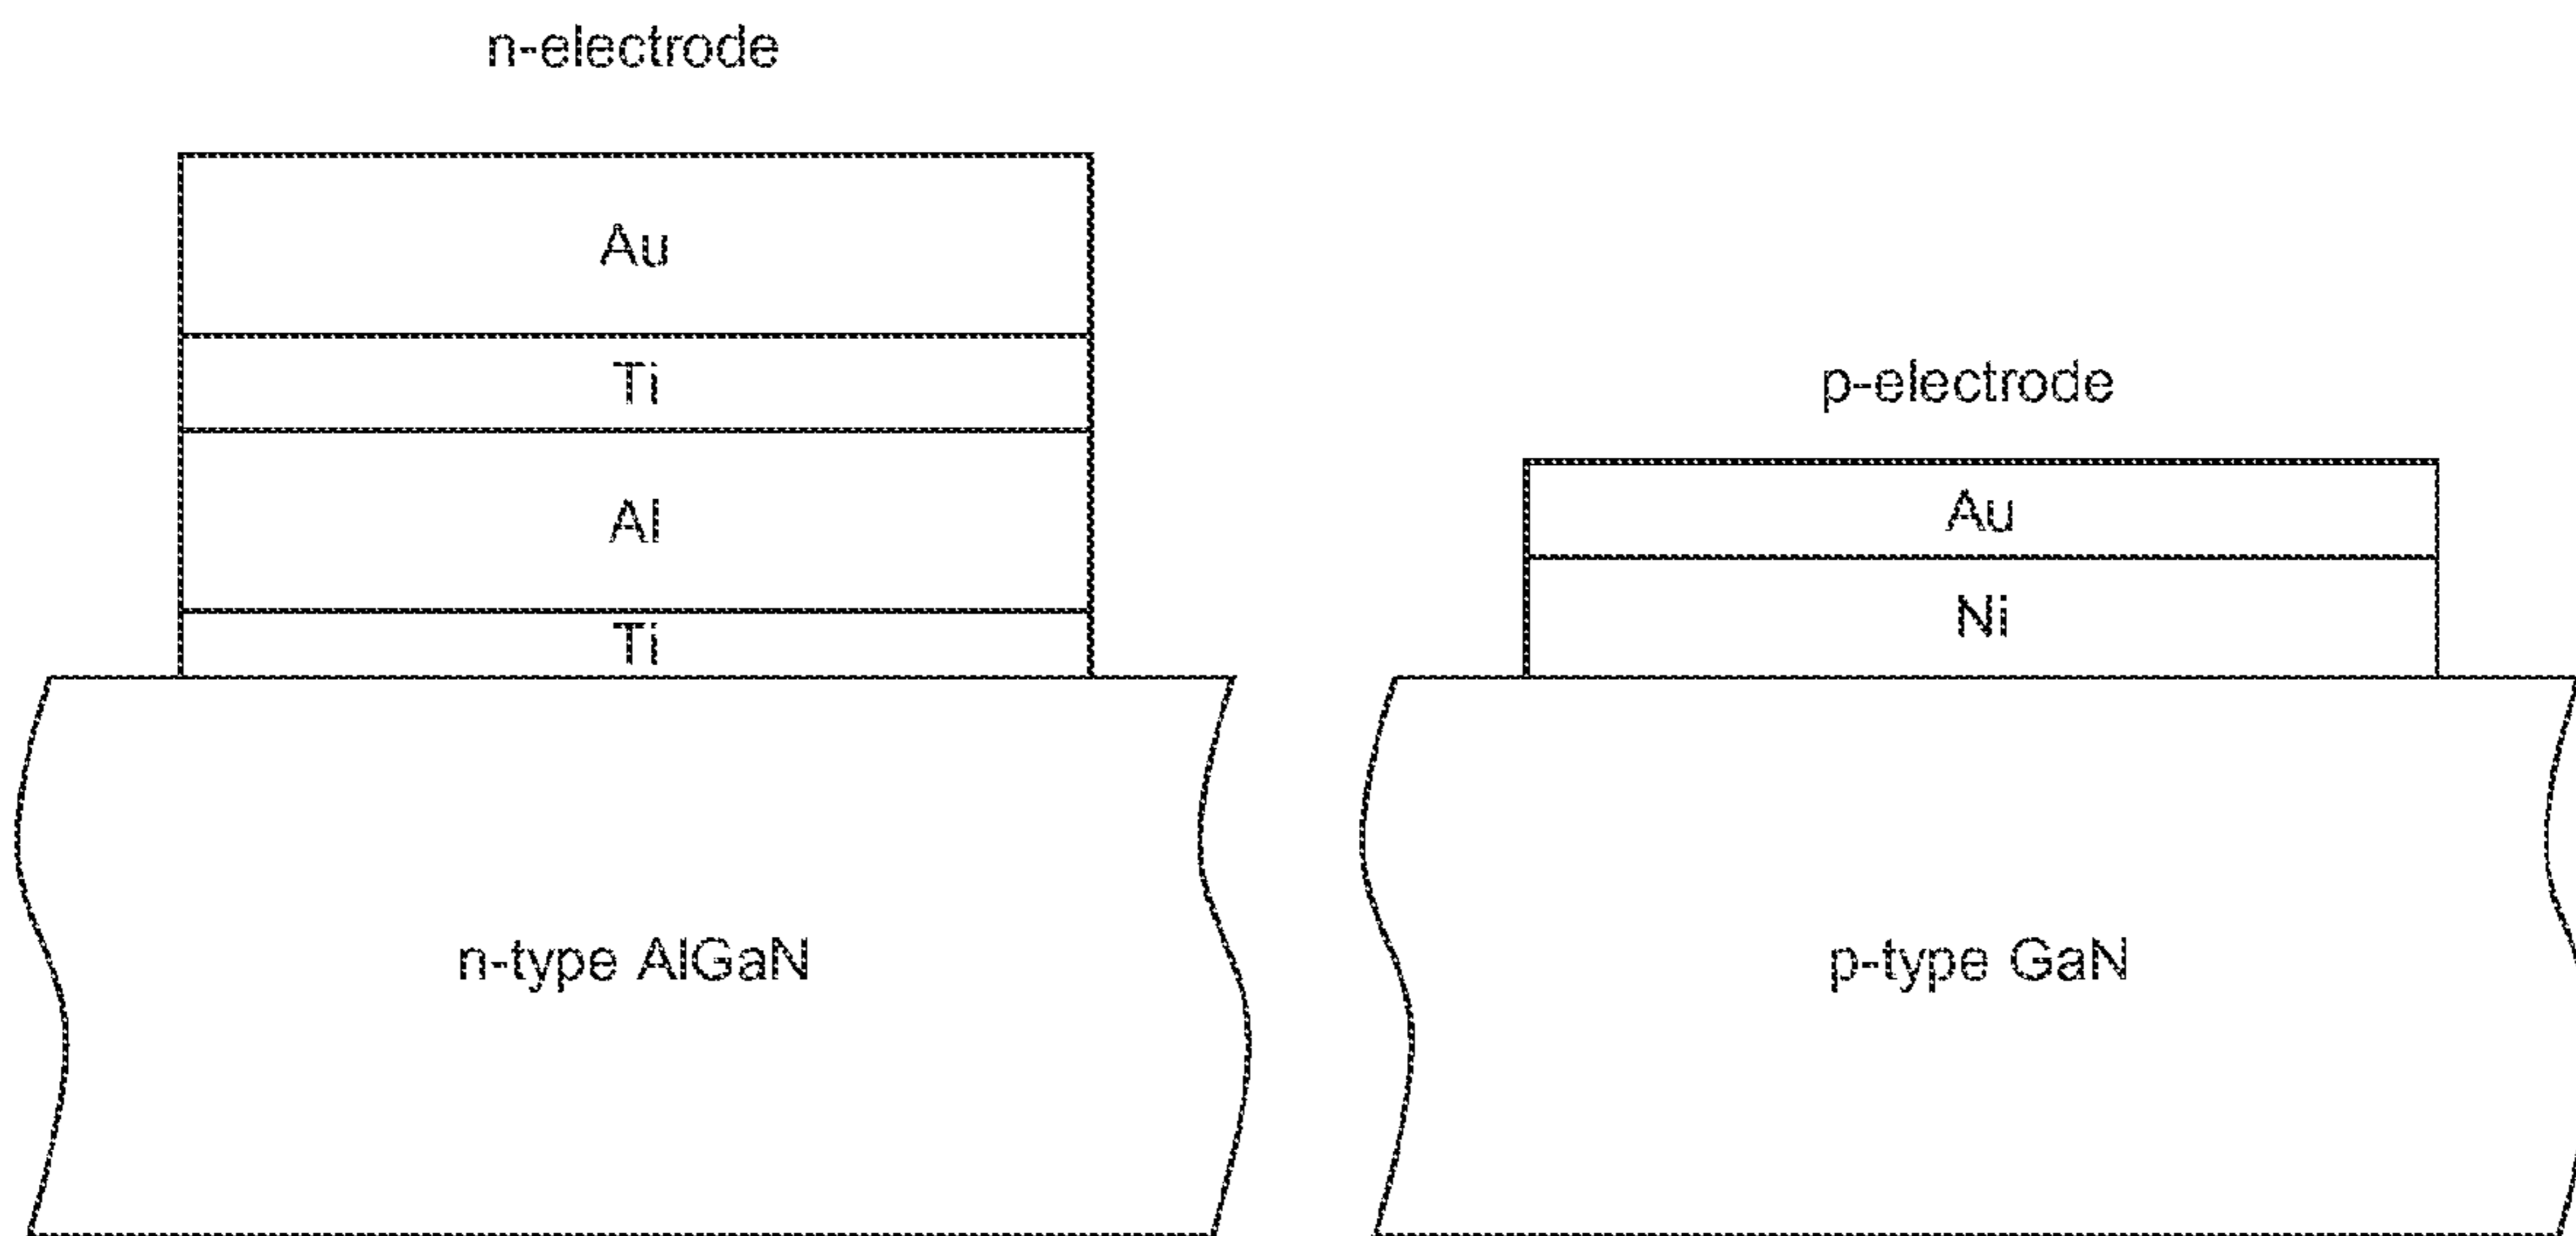 n-electrode
Au
Ti
Al
Ti
n-type AlGaN
p-electrode
Au
Ni
p-type GaN